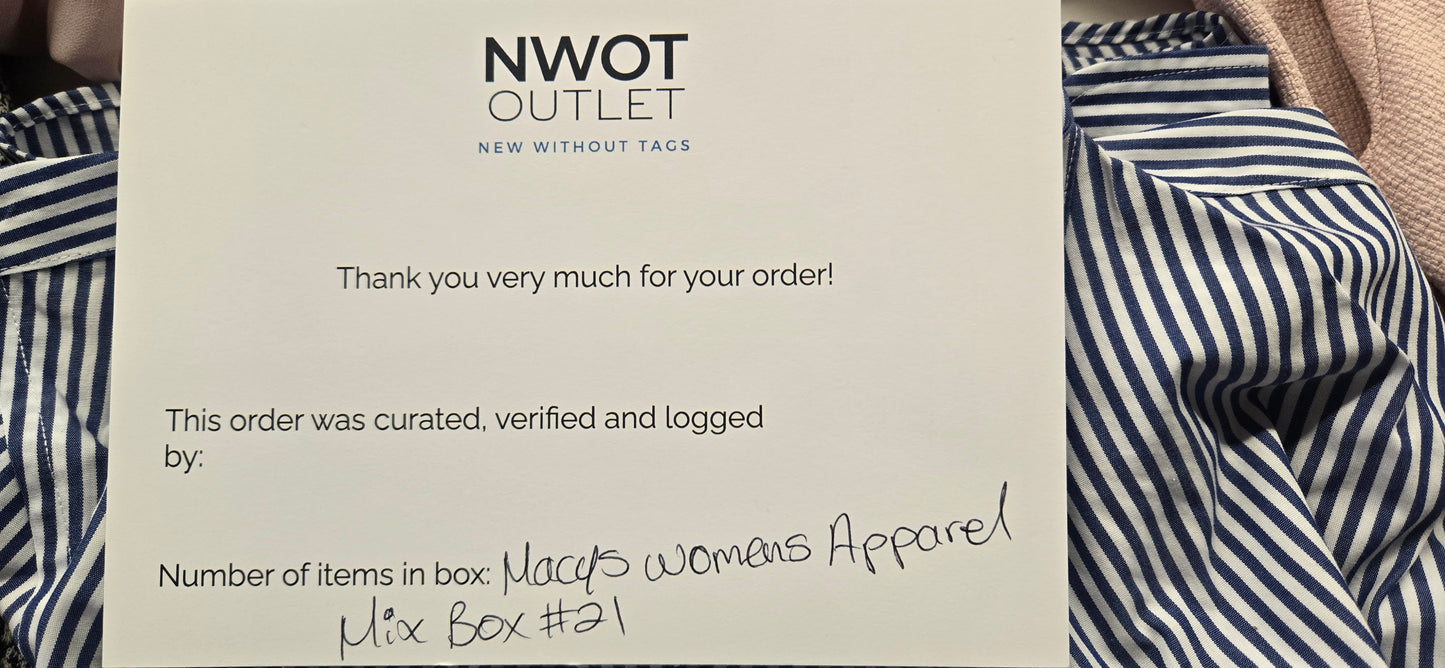 NWOT
OUTLET
NEW WITHOUT TAGS
Thank you very much for your order!
This order was curated, verified and logged
by:
Number of items in box: Macys womens Apparel
Mix Box #21